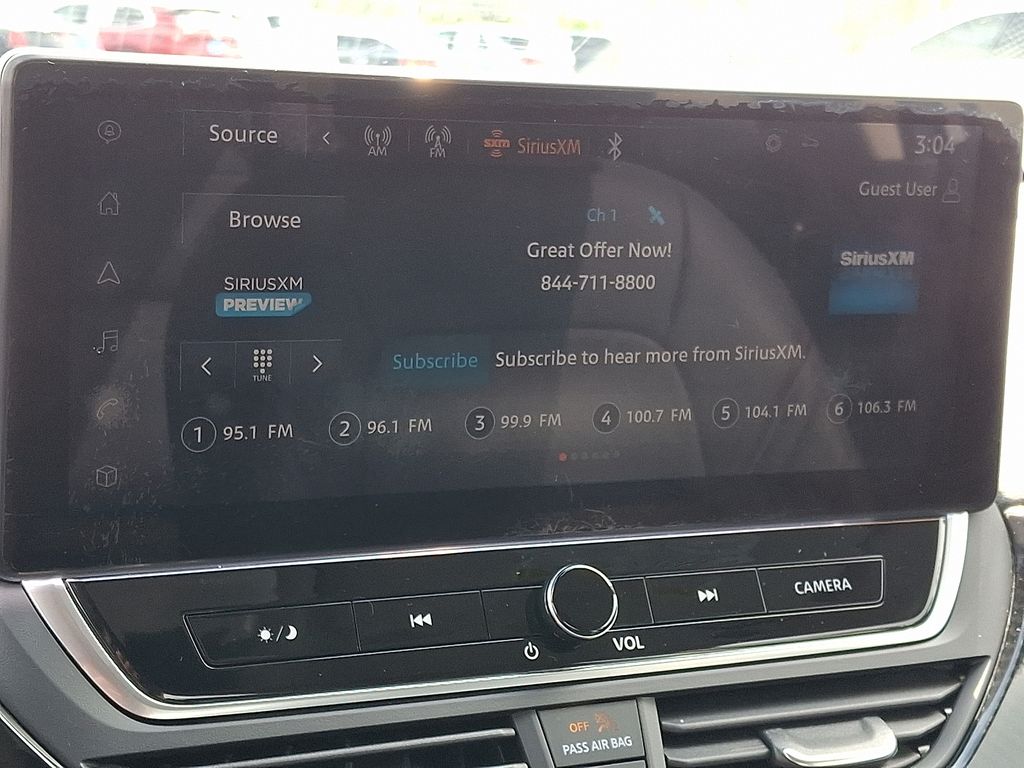 Source
AM
FM
sxm SiriusXM
3:04
Guest User
Browse
Ch 1
Great Offer Now!
844-711-8800
SiriusXM
SIRIUSXM
PREVIEW
TUNE
Subscribe Subscribe to hear more from SiriusXM.
1 95.1 FM 2 96.1 FM 3 99.9 FM 4 100.7 FM 5 104.1 FM 6 106.3 FM
CAMERA
VOL
OFF
PASS AIR BAG